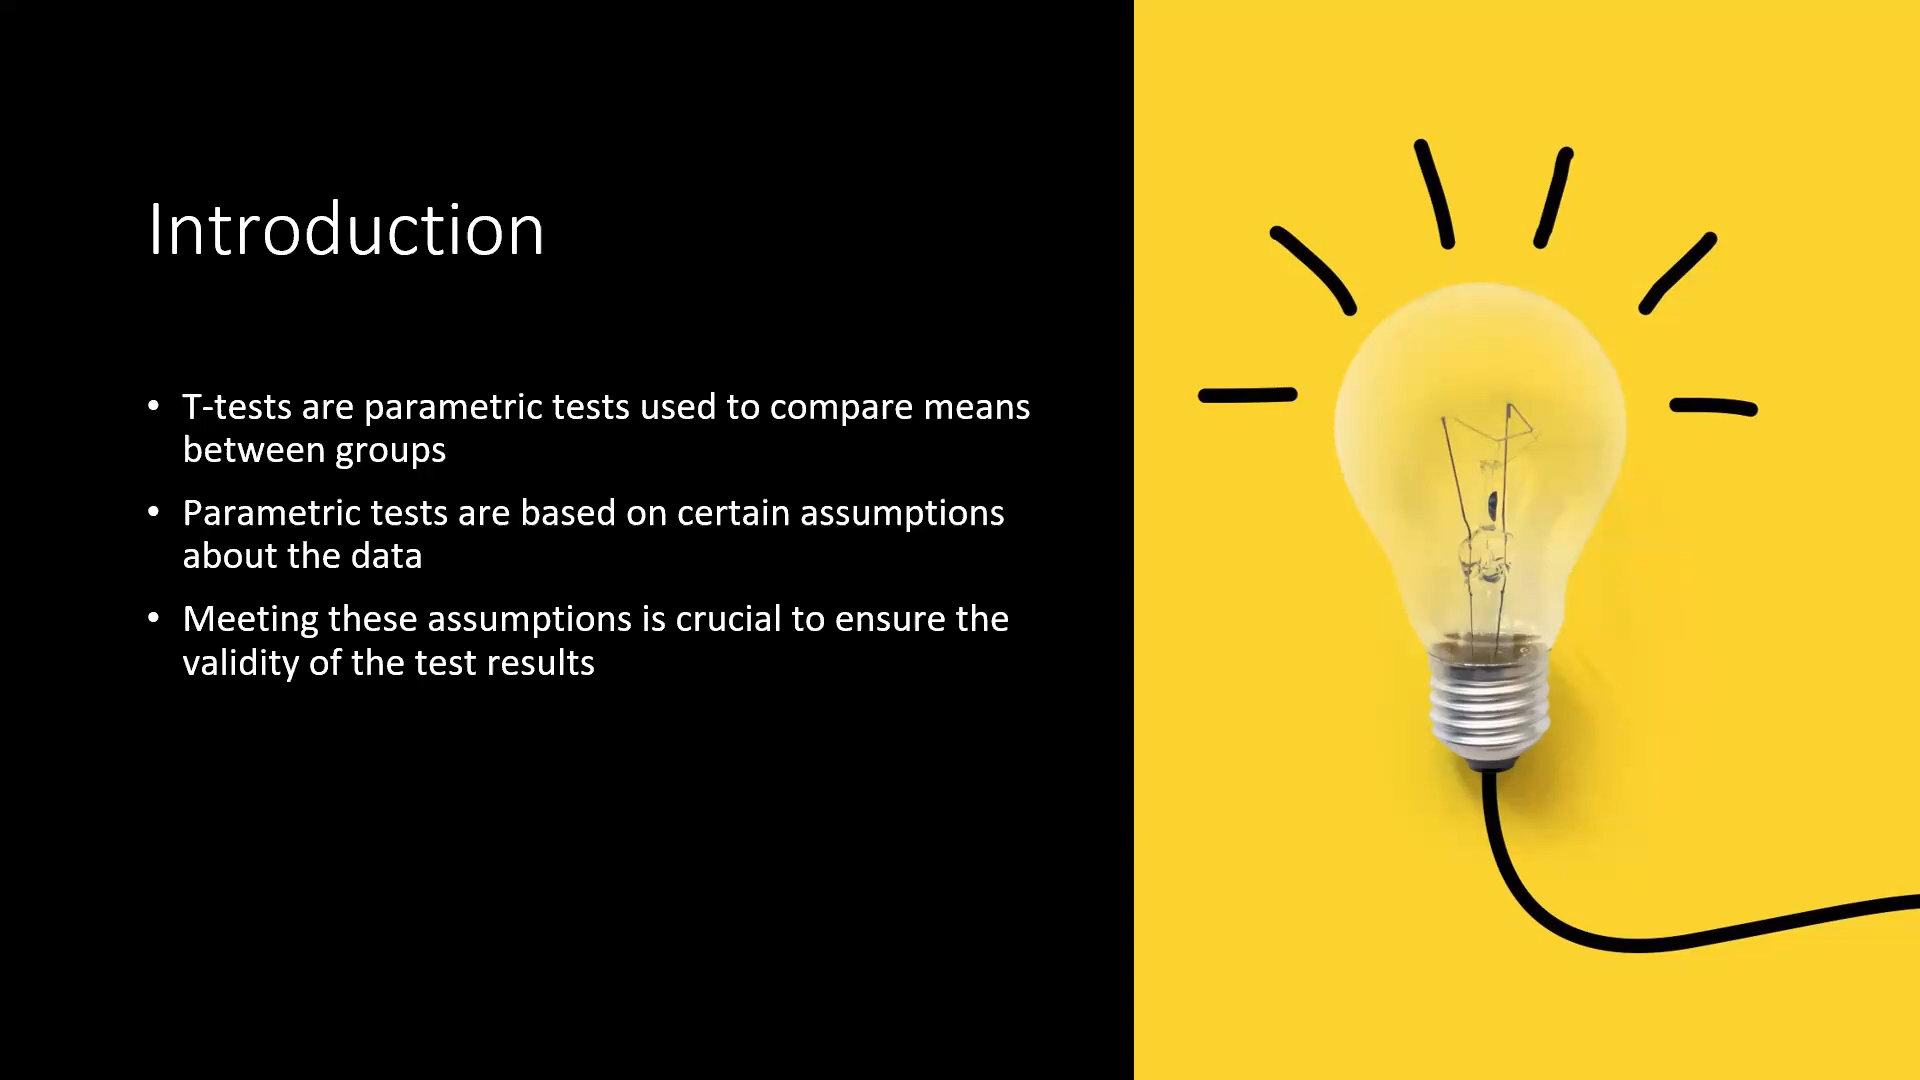 Introduction
• T-tests are parametric tests used to compare means
between groups
• Parametric tests are based on certain assumptions
about the data
• Meeting these assumptions is crucial to ensure the
validity of the test results